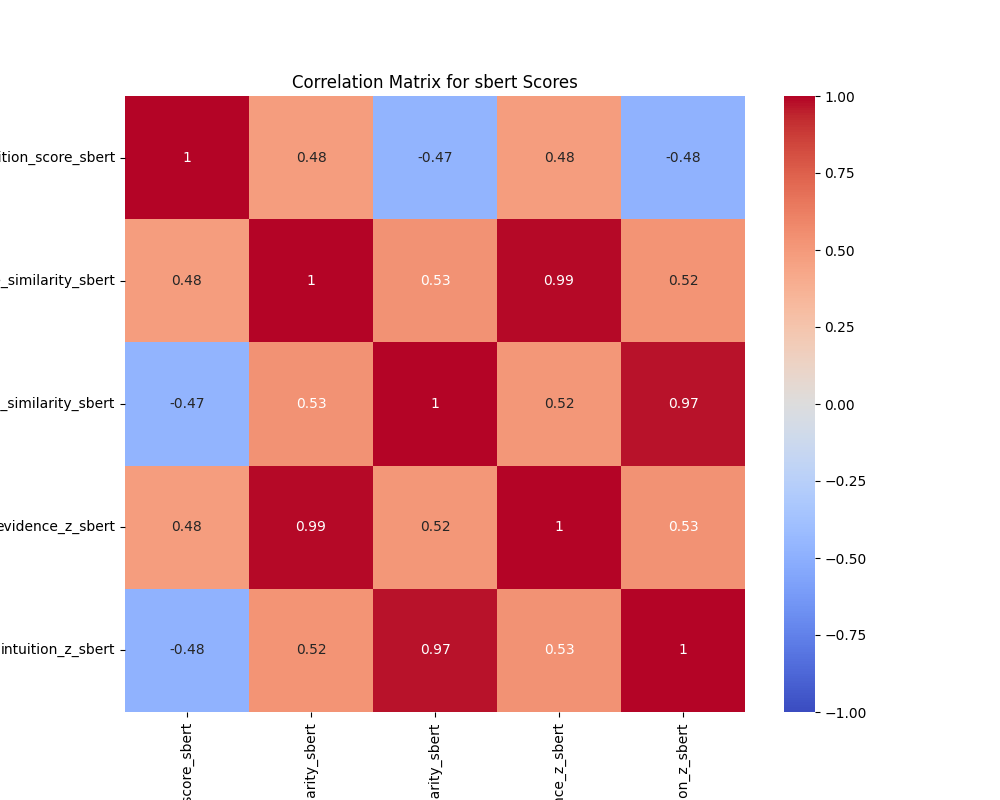 Correlation Matrix for sbert Scores
ition_score_sbert 1 0.48 -0.47 0.48 -0.48
_similarity_sbert 0.48 1 0.53 0.99 0.52
_similarity_sbert -0.47 0.53 1 0.52 0.97
evidence_z_sbert 0.48 0.99 0.52 1 0.53
intuition_z_sbert -0.48 0.52 0.97 0.53 1
score_sbert
arity_sbert
arity_sbert
nce_z_sbert
on_z_sbert
1.00
0.75
0.50
0.25
0.00
−0.25
−0.50
−0.75
−1.00